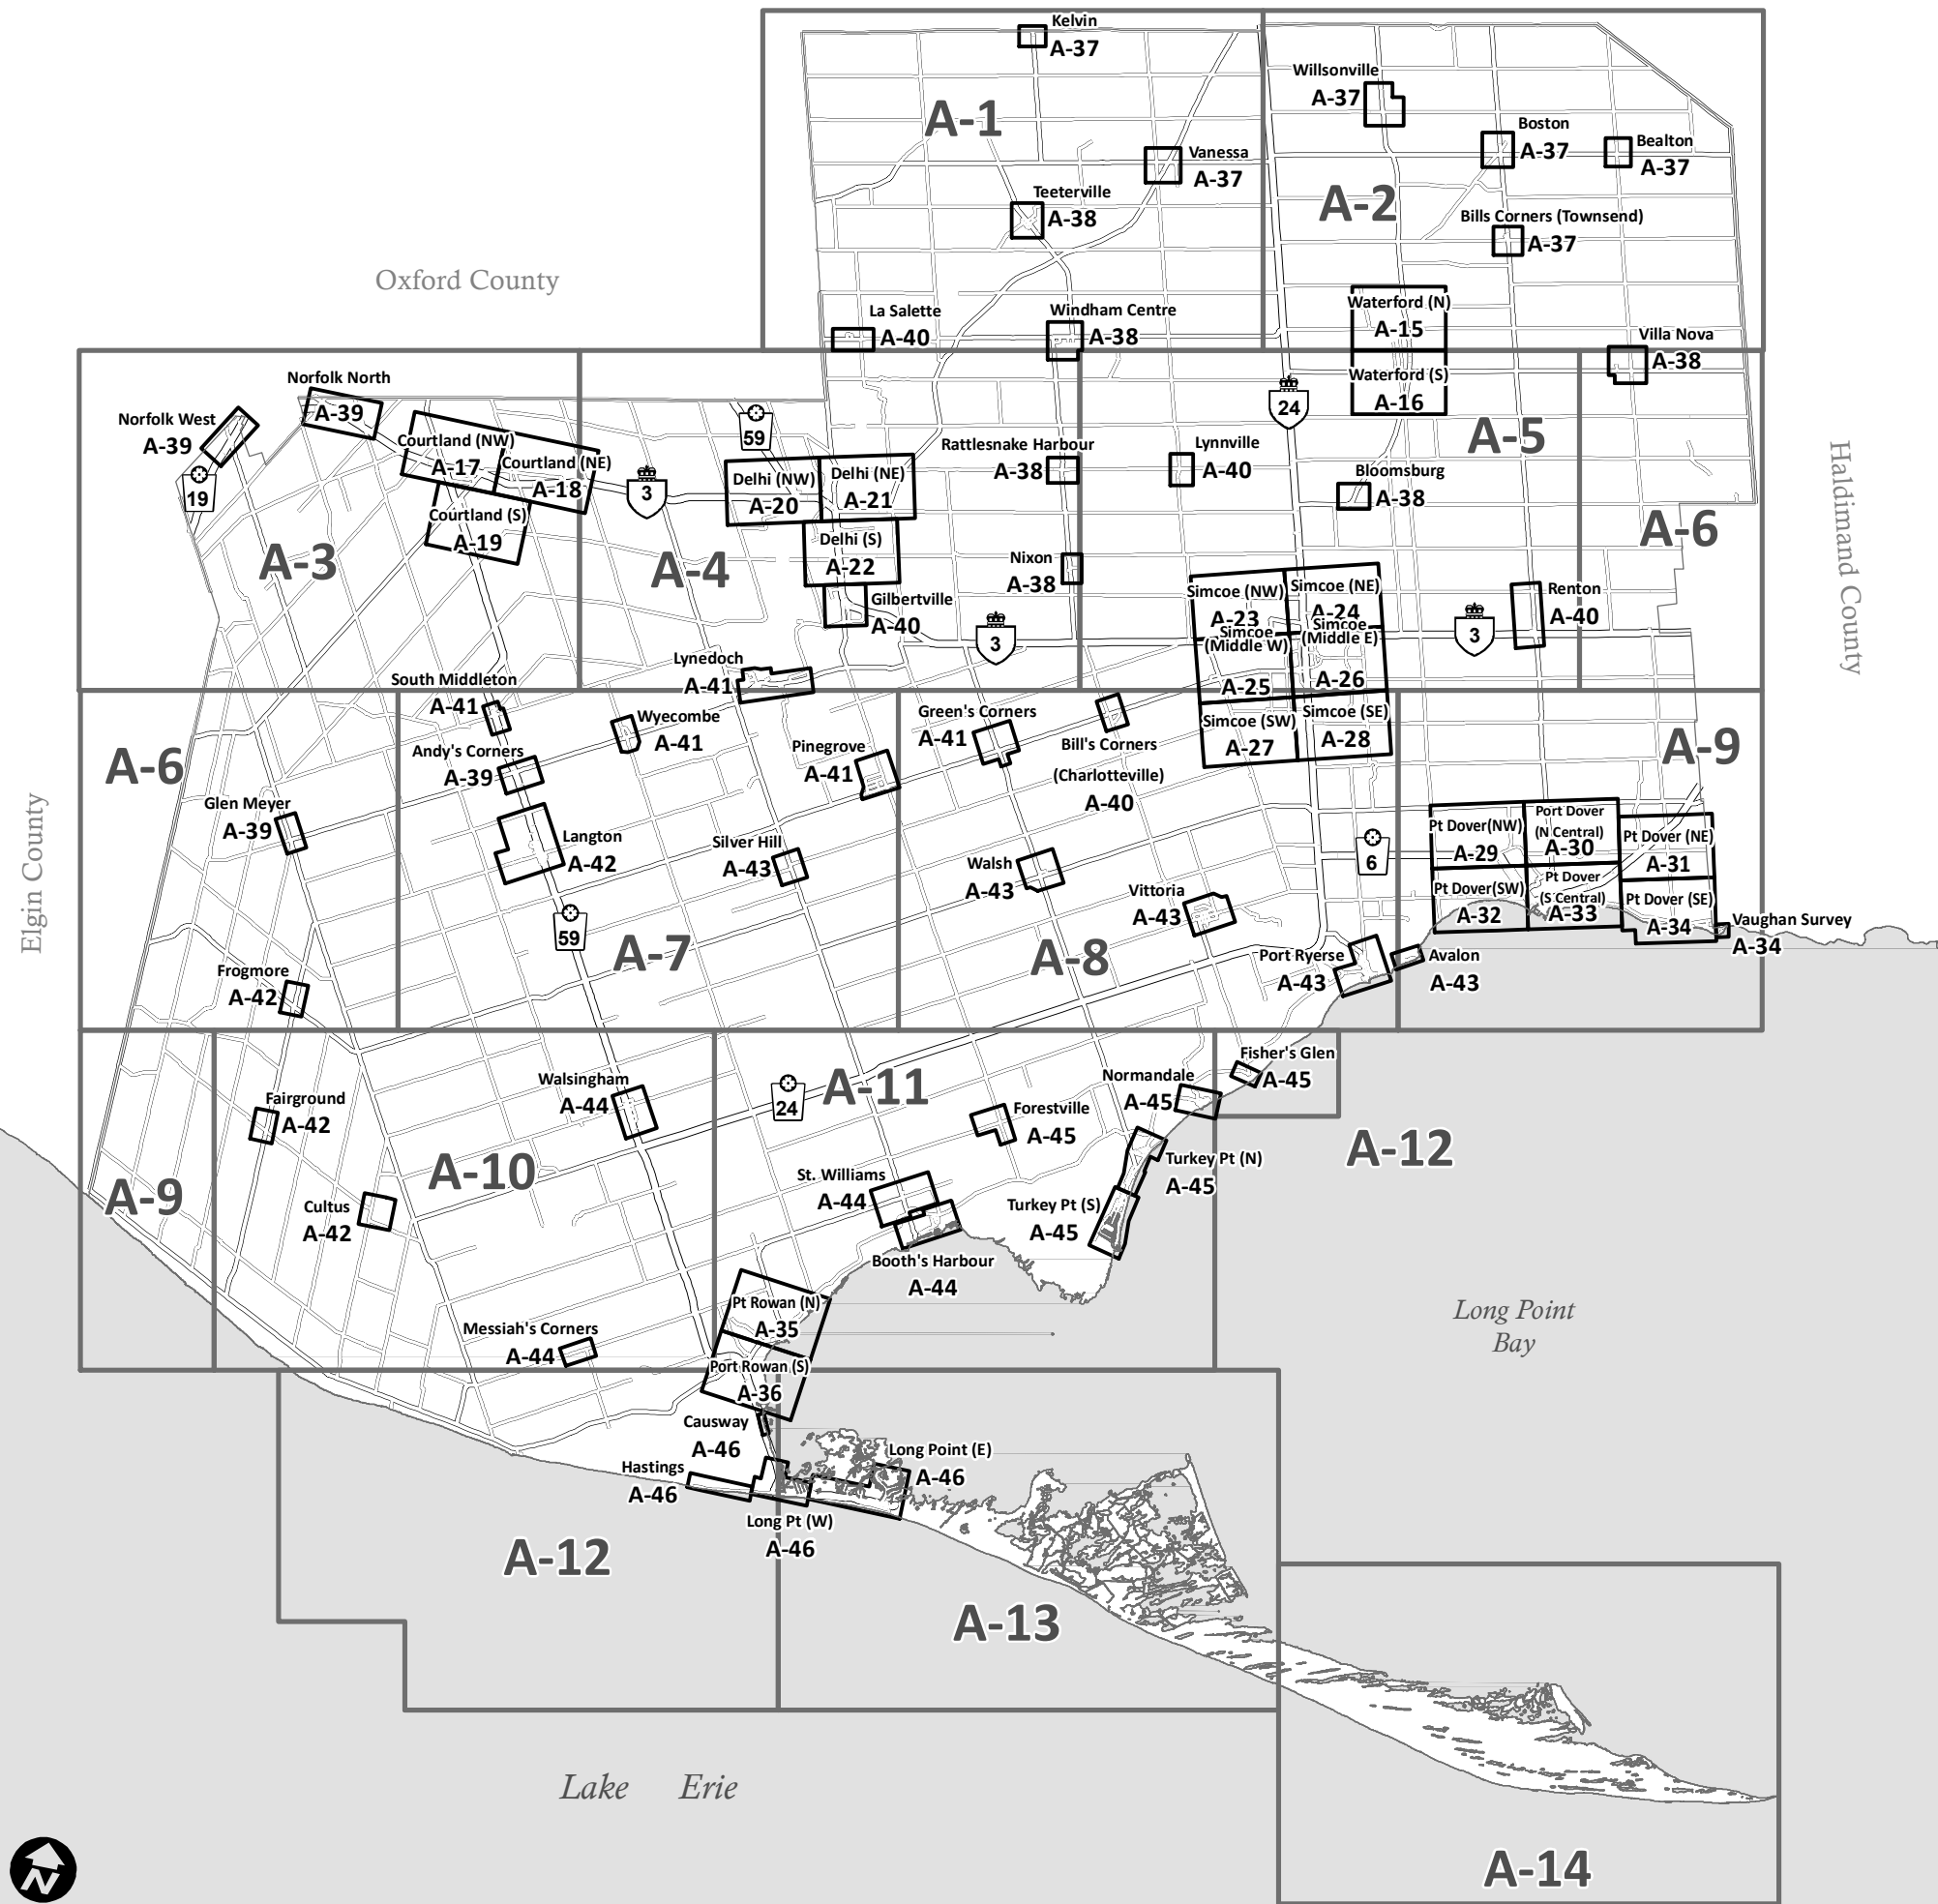 Kelvin
A-37
Willsonville
A-37
A-1
Boston
A-37
Bealton
A-37
Vanessa
A-37
Teeterville
A-38
A-2
Bills Corners (Townsend)
A-37
Oxford County
La Salette
A-40
Windham Centre
A-38
Waterford (N)
A-15
Villa Nova
A-38
Norfolk North
A-39
Norfolk West
A-39
19
Waterford (S)
A-16
24
59
Courtland (NW)
A-17
Courtland (NE)
A-18
Courtland (S)
A-19
3
Delhi (NW)
A-20
Delhi (NE)
A-21
Delhi (S)
A-22
Rattlesnake Harbour
A-38
Lynnville
A-40
A-5
Bloomsburg
A-38
Haldimand County
A-3
A-4
A-6
Nixon
A-38
Gilbertville
A-40
3
Simcoe (NW)
A-23
Simcoe (NE)
A-24
Simcoe
(Middle W)
A-25
Simcoe
(Middle E)
A-26
3
Renton
A-40
Lynedoch
A-41
South Middleton
A-41
Wyecombe
A-41
Green's Corners
A-41
Bill's Corners
(Charlotteville)
A-40
Simcoe (SW)
A-27
Simcoe (SE)
A-28
A-6
Andy's Corners
A-39
Pinegrove
A-41
A-9
Glen Meyer
A-39
Elgin County
Langton
A-42
Silver Hill
A-43
Walsh
A-43
6
Pt Dover(NW)
A-29
Port Dover
(N Central)
A-30
Pt Dover (NE)
A-31
Pt Dover(SW)
A-32
Pt Dover
(S Central)
A-33
Pt Dover (SE)
A-34
Vaughan Survey
A-34
Vittoria
A-43
59
A-7
A-8
Port Ryerse
A-43
Avalon
A-43
Frogmore
A-42
Fisher's Glen
A-45
Walsingham
A-44
24
A-11
Normandale
A-45
Fairground
A-42
Forestville
A-45
A-12
A-10
A-9
Cultus
A-42
St. Williams
A-44
Turkey Pt (N)
A-45
Turkey Pt (S)
A-45
Booth's Harbour
A-44
Pt Rowan (N)
A-35
Long Point
Bay
Messiah's Corners
A-44
Port Rowan (S)
A-36
Causway
A-46
Hastings
A-46
Long Point (E)
A-46
Long Pt (W)
A-46
A-12
A-13
Lake Erie
A-14
N